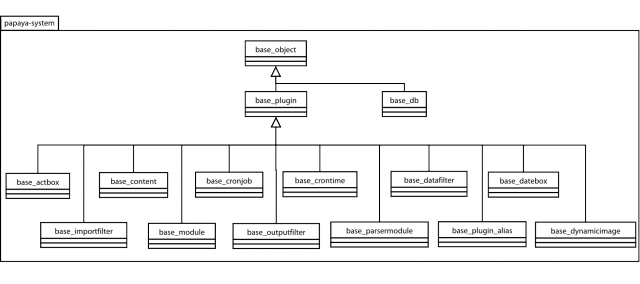 papaya-system
base_object
base_plugin
base_db
base_actbox
base_content
base_cronjob
base_crontime
base_datafilter
base_datebox
base_importfilter
base_module
base_outputfilter
base_parsermodule
base_plugin_alias
base_dynamicimage